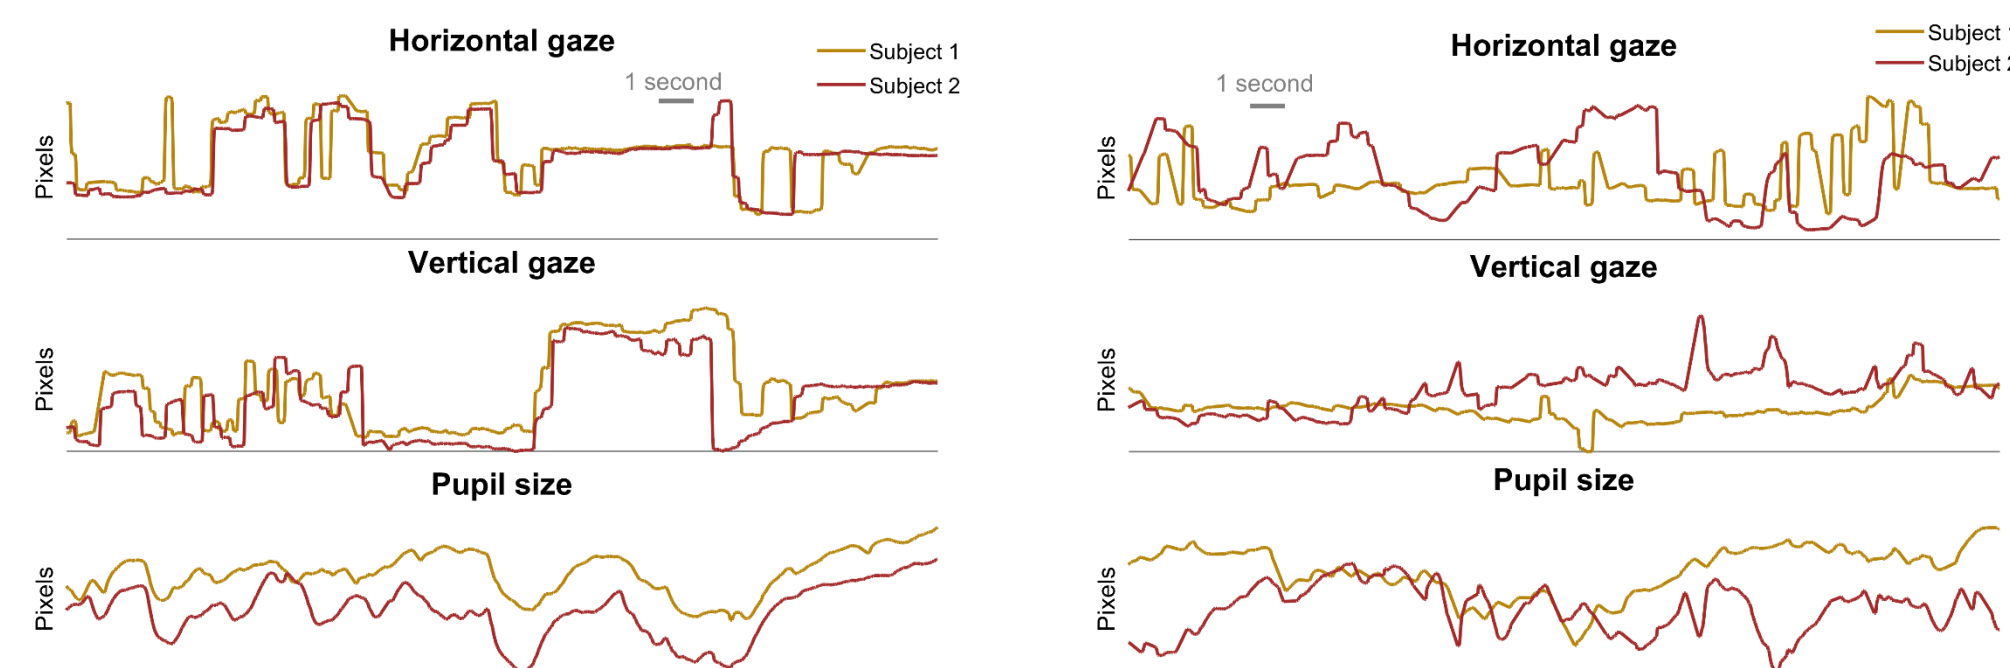 Horizontal gaze
Subject 1
Subject 2
1 second
Pixels
Vertical gaze
Pixels
Pupil size
Pixels
Horizontal gaze
Subject
Subject 2
1 second
Pixels
Vertical gaze
Pixels
Pupil size
Pixels